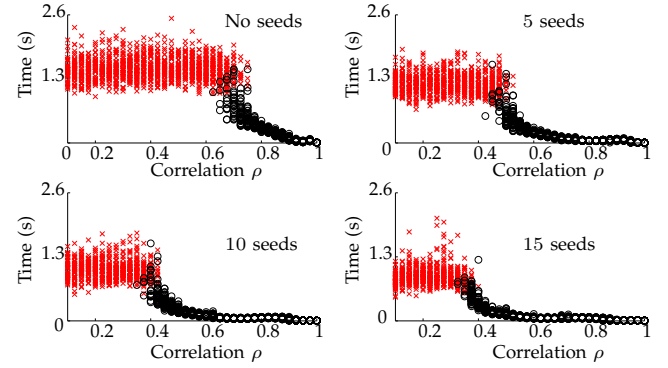 2.6
No seeds
Time (s)
1.3
0 0.2 0.4 0.6 0.8 1
Correlation ρ
2.6
5 seeds
Time (s)
1.3
0
0.2 0.4 0.6 0.8 1
Correlation ρ
2.6
10 seeds
Time (s)
1.3
0
0 0.2 0.4 0.6 0.8 1
Correlation ρ
2.6
15 seeds
Time (s)
1.3
0
0.2 0.4 0.6 0.8 1
Correlation ρ